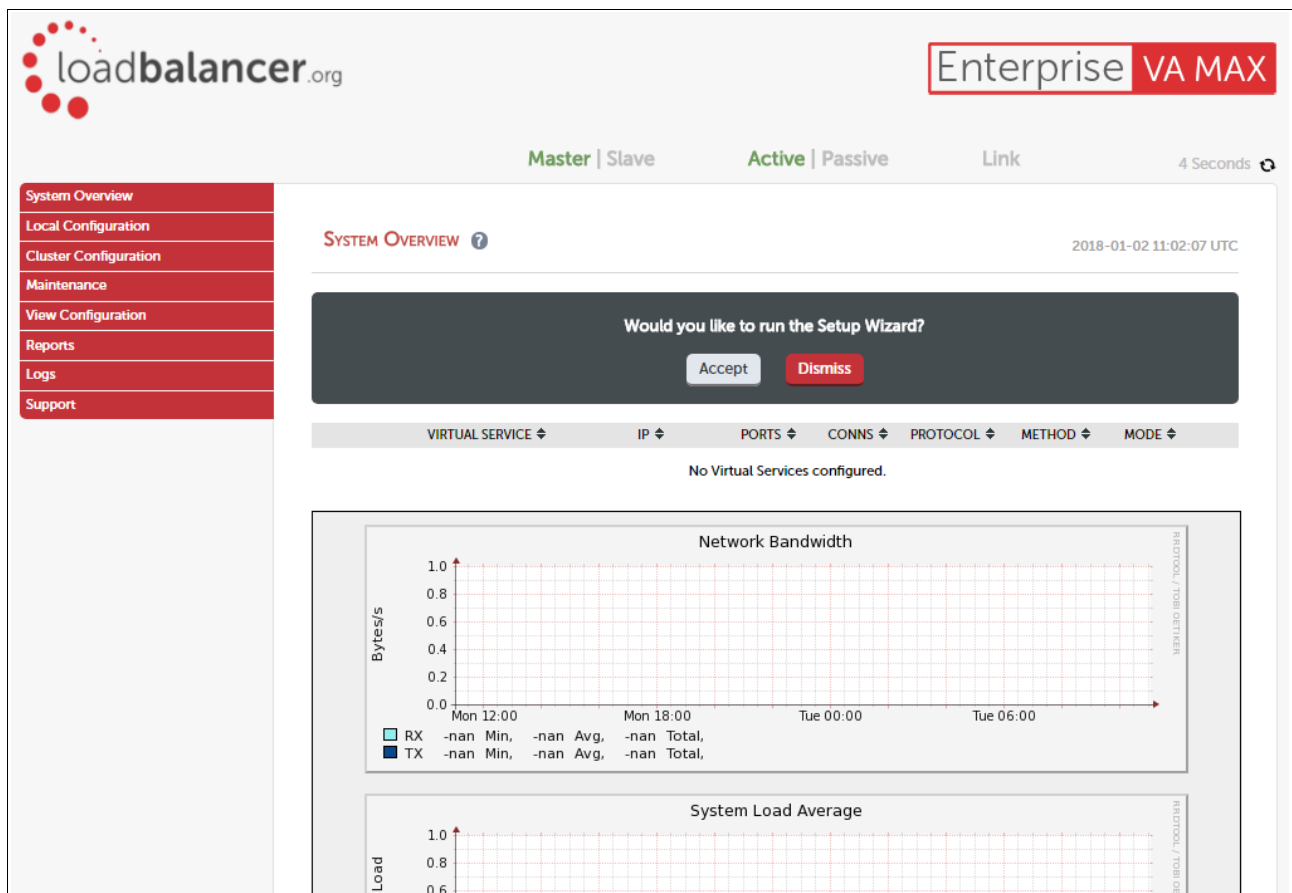 loadbalancer.org
Enterprise VA MAX
Master | Slave Active | Passive Link 4 Seconds
System Overview
Local Configuration
Cluster Configuration
Maintenance
View Configuration
Reports
Logs
Support
SYSTEM OVERVIEW ?
2018-01-02 11:02:07 UTC
Would you like to run the Setup Wizard?
Accept Dismiss
VIRTUAL SERVICE IP PORTS CONNS PROTOCOL METHOD MODE
No Virtual Services configured.
Network Bandwidth
RRDTOOL / TOBI OETIKER
Bytes/s
1.0
0.8
0.6
0.4
0.2
0.0
Mon 12:00 Mon 18:00 Tue 00:00 Tue 06:00
RX -nan Min, -nan Avg, -nan Total,
TX -nan Min, -nan Avg, -nan Total,
System Load Average
RRDTOOL / TOBI
Load
1.0
0.8
0.6